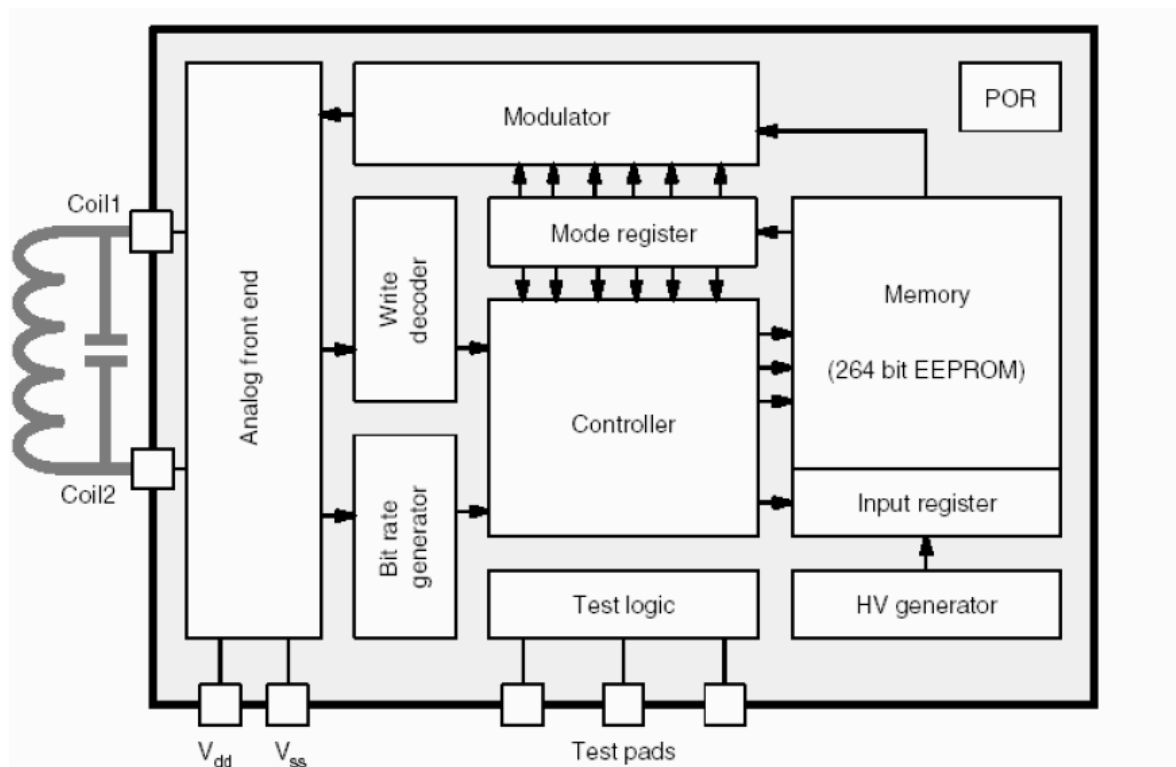 POR
Modulator
Coil1
Mode register
Analog front end
Write
decoder
Memory
(264 bit EEPROM)
Controller
Coil2
Bit rate
generator
Input register
Test logic
HV generator
Vdd
Vss
Test pads